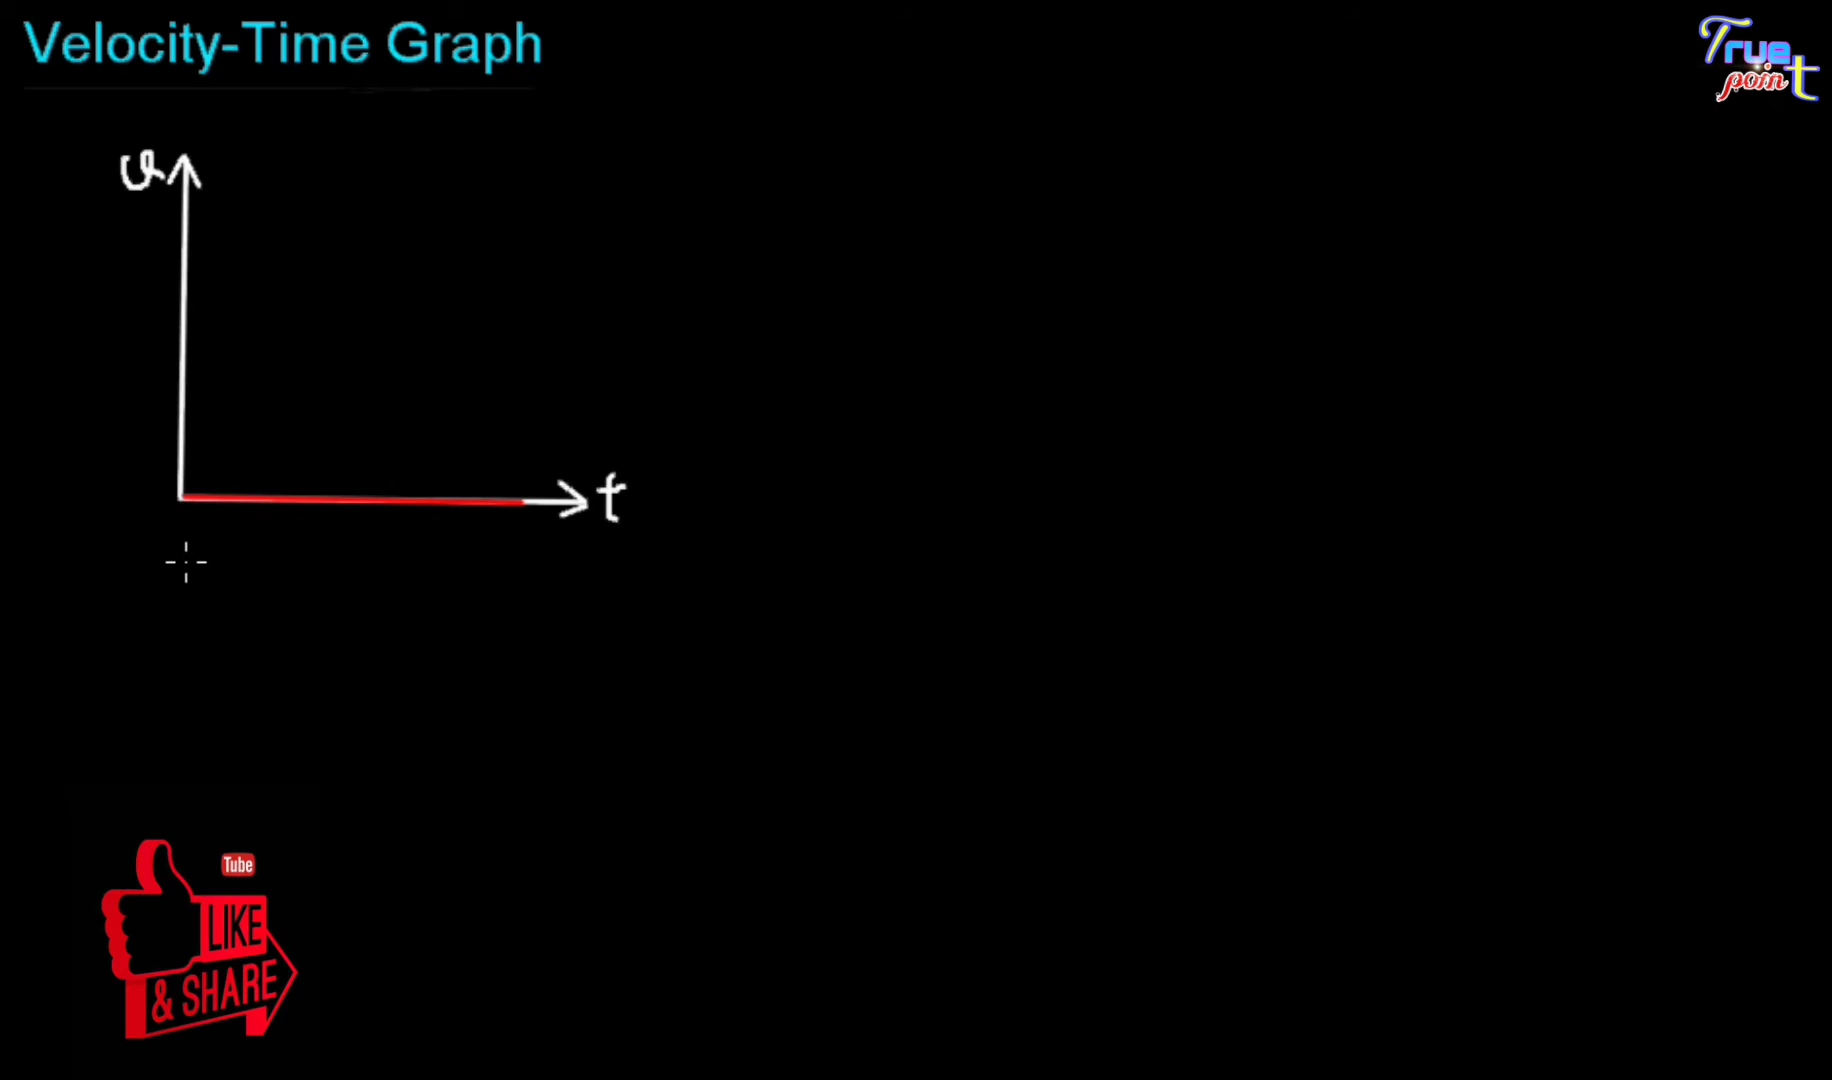 Velocity-Time Graph
True
point
v
t
Tube
LIKE
& SHARE